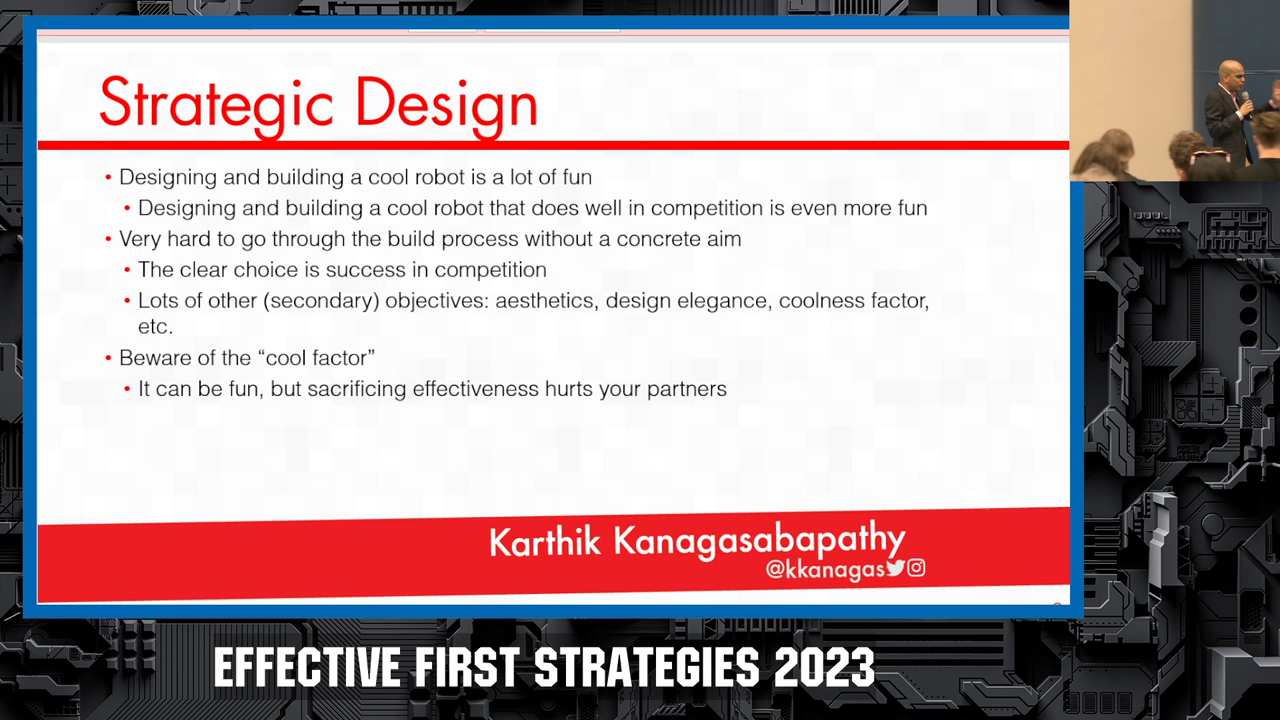 Strategic Design
• Designing and building a cool robot is a lot of fun
• Designing and building a cool robot that does well in competition is even more fun
• Very hard to go through the build process without a concrete aim
• The clear choice is success in competition
• Lots of other (secondary) objectives: aesthetics, design elegance, coolness factor,
etc.
• Beware of the “cool factor”
• It can be fun, but sacrificing effectiveness hurts your partners
Karthik Kanagasabapathy
@kkanagas
EFFECTIVE FIRST STRATEGIES 2023